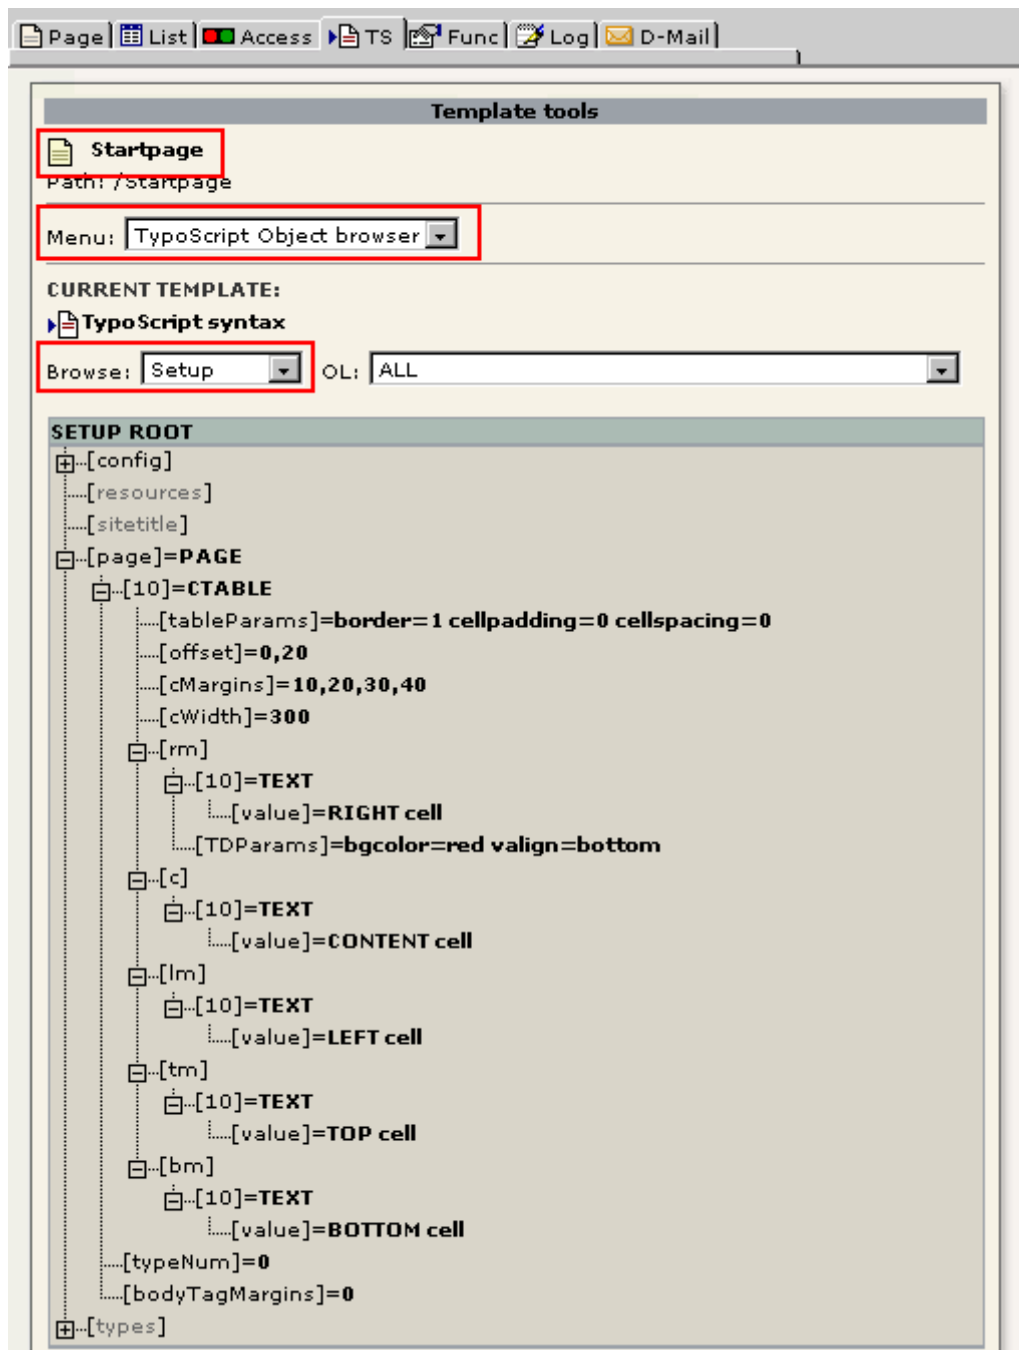 Page List Access TS Func Log D-Mail
Template tools
Startpage
Path: /Startpage
Menu: TypoScript Object browser
CURRENT TEMPLATE:
TypoScript syntax
Browse: Setup OL: ALL
SETUP ROOT
[config]
[resources]
[sitetitle]
[page]=PAGE
[10]=CTABLE
[tableParams]=border=1 cellpadding=0 cellspacing=0
[offset]=0,20
[cMargins]=10,20,30,40
[cWidth]=300
[rm]
[10]=TEXT
[value]=RIGHT cell
[TDParams]=bgcolor=red valign=bottom
[c]
[10]=TEXT
[value]=CONTENT cell
[lm]
[10]=TEXT
[value]=LEFT cell
[tm]
[10]=TEXT
[value]=TOP cell
[bm]
[10]=TEXT
[value]=BOTTOM cell
[typeNum]=0
[bodyTagMargins]=0
[types]